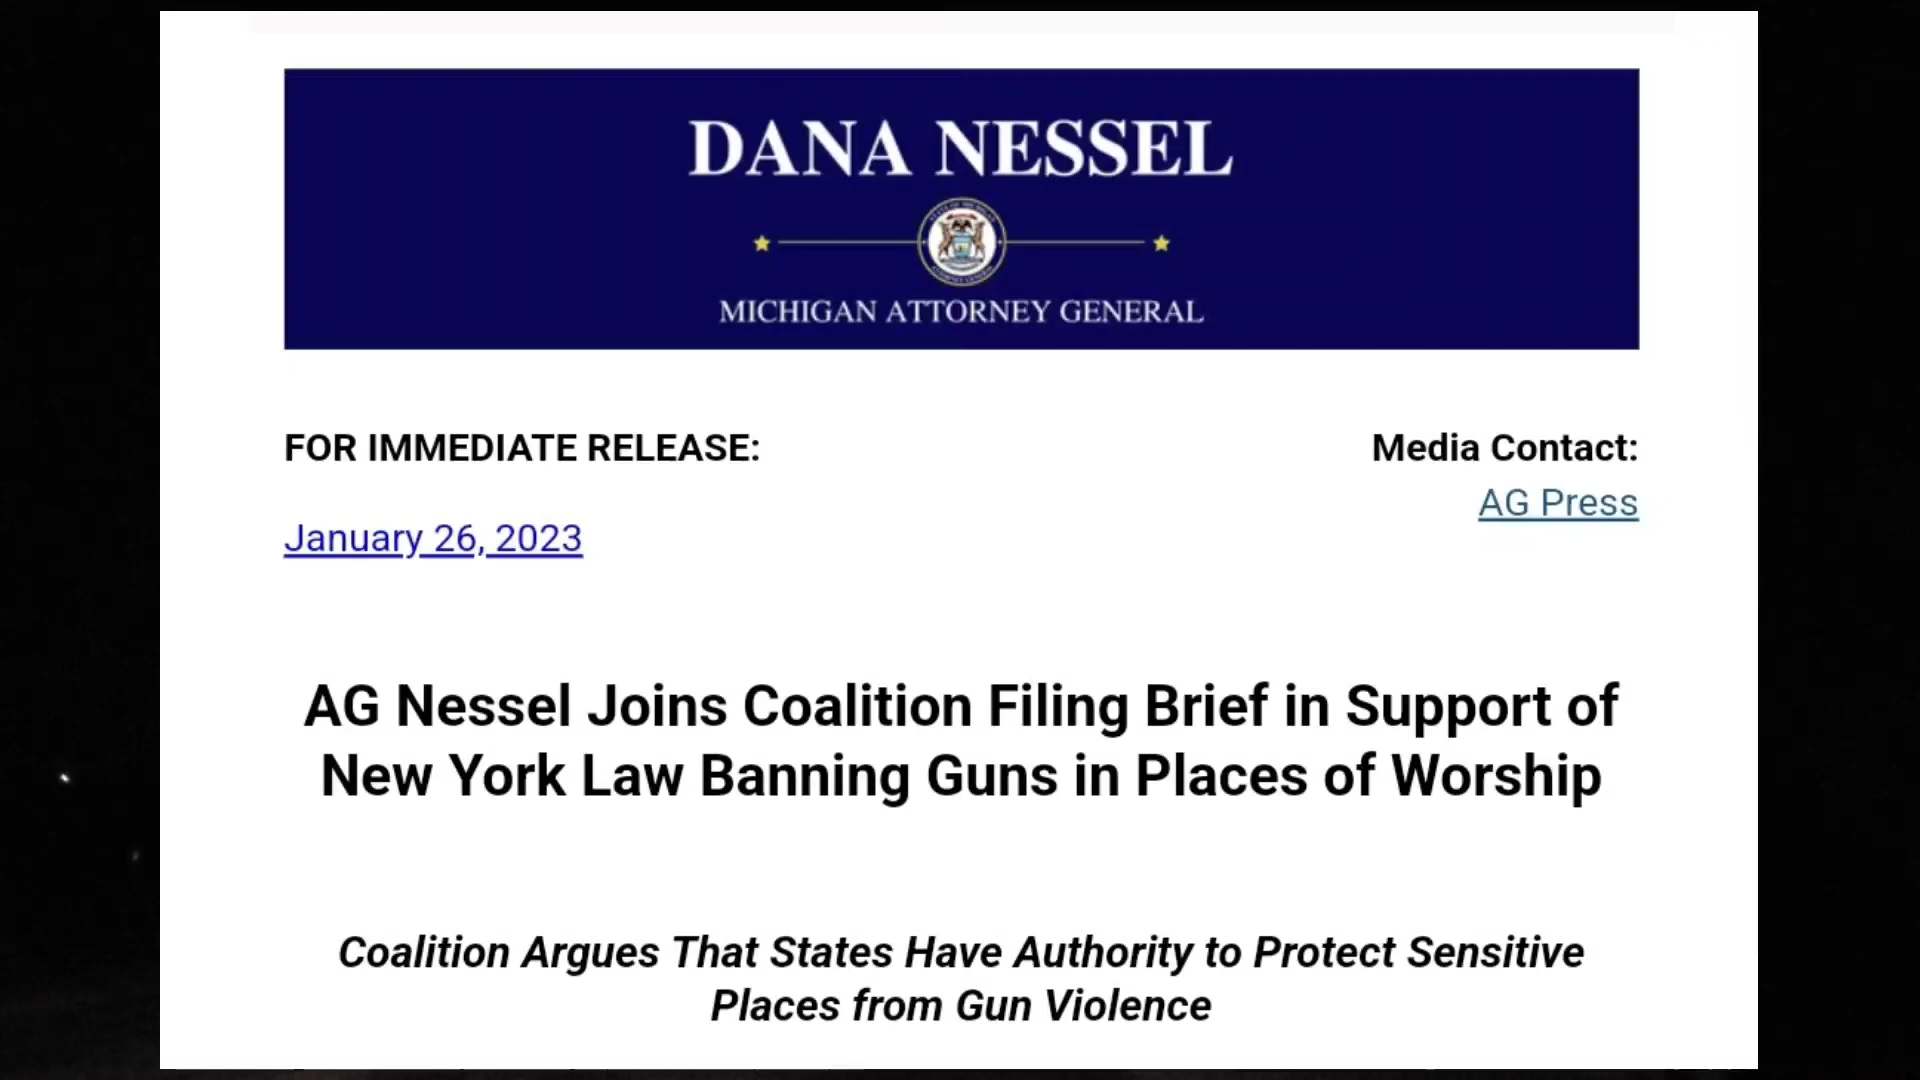 DANA NESSEL
MICHIGAN ATTORNEY GENERAL
FOR IMMEDIATE RELEASE:
Media Contact:
AG Press
January 26, 2023
AG Nessel Joins Coalition Filing Brief in Support of
New York Law Banning Guns in Places of Worship
Coalition Argues That States Have Authority to Protect Sensitive
Places from Gun Violence